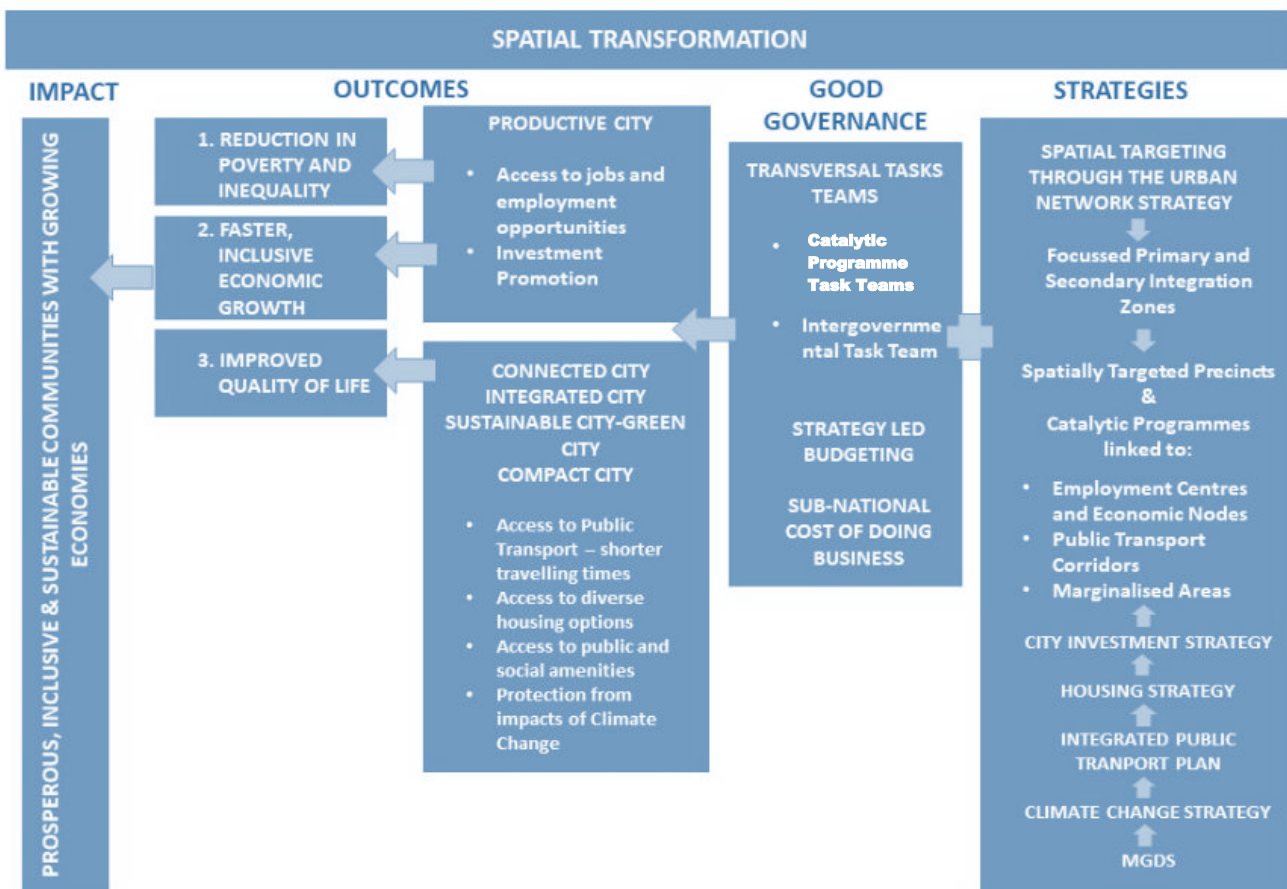 SPATIAL TRANSFORMATION
IMPACT
OUTCOMES
GOOD
GOVERNANCE
STRATEGIES
PROSPEROUS, INCLUSIVE & SUSTAINABLE COMMUNITIES WITH GROWING
ECONOMIES
1. REDUCTION IN
POVERTY AND
INEQUALITY
2. FASTER,
INCLUSIVE
ECONOMIC
GROWTH
3. IMPROVED
QUALITY OF LIFE
PRODUCTIVE CITY
• Access to jobs and
employment
opportunities
• Investment
Promotion
CONNECTED CITY
INTEGRATED CITY
SUSTAINABLE CITY-GREEN
CITY
COMPACT CITY
• Access to Public
Transport – shorter
travelling times
• Access to diverse
housing options
• Access to public and
social amenities
• Protection from
impacts of Climate
Change
TRANSVERSAL TASKS
TEAMS
• Catalytic
Programme
Task Teams
• Intergovernme
ntal Task Team
STRATEGY LED
BUDGETING
SUB-NATIONAL
COST OF DOING
BUSINESS
SPATIAL TARGETING
THROUGH THE URBAN
NETWORK STRATEGY
Focussed Primary and
Secondary Integration
Zones
Spatially Targeted Precincts
&
Catalytic Programmes
linked to:
• Employment Centres
and Economic Nodes
• Public Transport
Corridors
• Marginalised Areas
CITY INVESTMENT STRATEGY
HOUSING STRATEGY
INTEGRATED PUBLIC
TRANPORT PLAN
CLIMATE CHANGE STRATEGY
MGDS